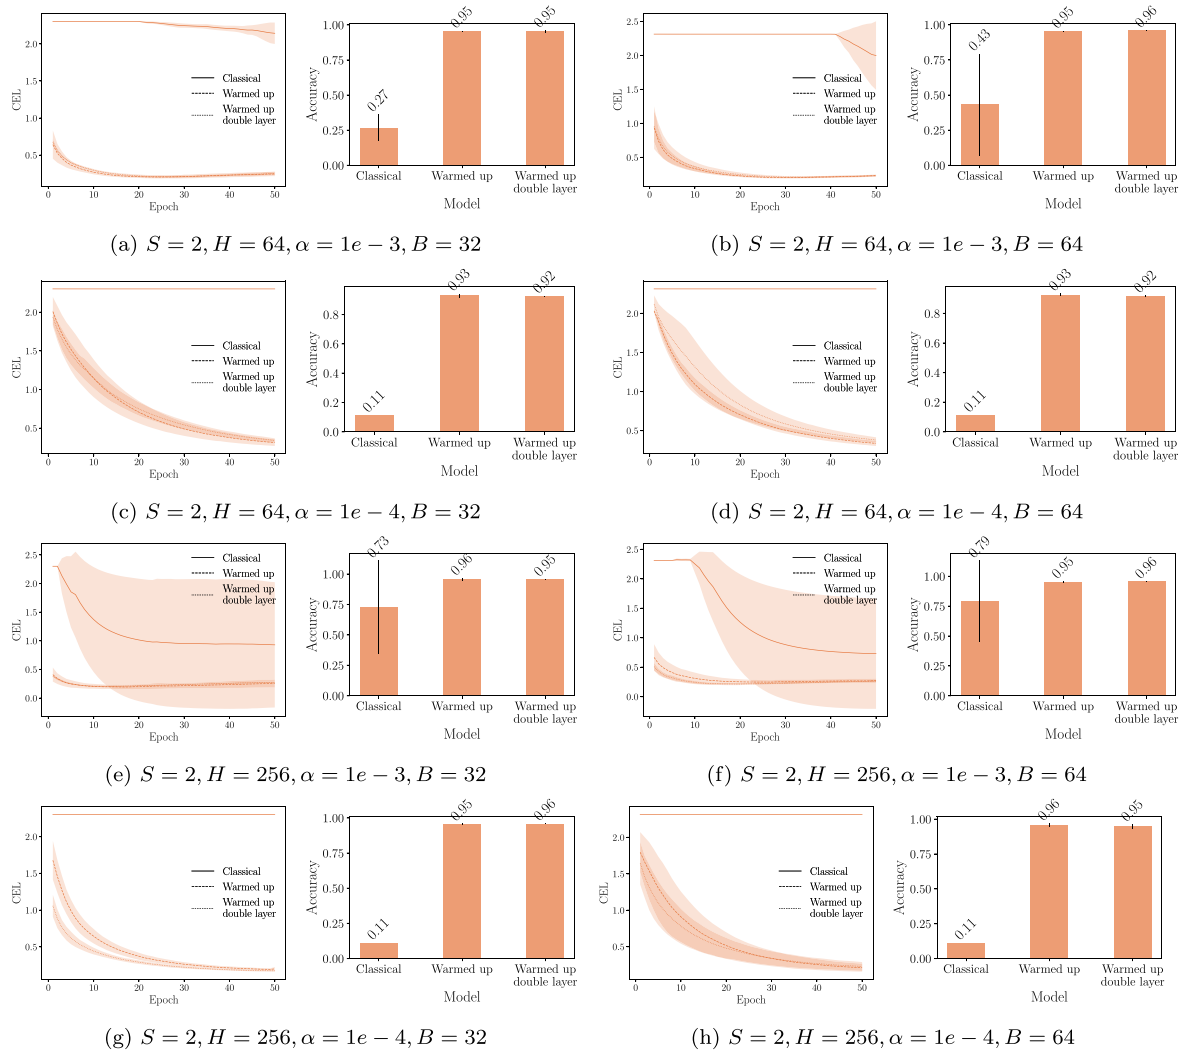 2.0
1.5
1.0
0.5
CEL
0 10 20 30 40 50
Epoch
Classical
Warmed up
Warmed up
double layer
1.00
0.75
0.50
0.25
0.00
Accuracy
0.27
0.95
0.95
Classical Warmed up Warmed up
double layer
Model
(a) S = 2, H = 64, α = 1e − 3, B = 32
2.5
2.0
1.5
1.0
0.5
CEL
0 10 20 30 40 50
Epoch
Classical
Warmed up
Warmed up
double layer
1.00
0.75
0.50
0.25
0.00
Accuracy
0.43
0.95
0.96
Classical Warmed up Warmed up
double layer
Model
(b) S = 2, H = 64, α = 1e − 3, B = 64
2.0
1.5
1.0
0.5
CEL
0 10 20 30 40 50
Epoch
Classical
Warmed up
Warmed up
double layer
0.8
0.6
0.4
0.2
0.0
Accuracy
0.11
0.93
0.92
Classical Warmed up Warmed up
double layer
Model
(c) S = 2, H = 64, α = 1e − 4, B = 32
2.0
1.5
1.0
0.5
CEL
0 10 20 30 40 50
Epoch
Classical
Warmed up
Warmed up
double layer
0.8
0.6
0.4
0.2
0.0
Accuracy
0.11
0.93
0.92
Classical Warmed up Warmed up
double layer
Model
(d) S = 2, H = 64, α = 1e − 4, B = 64
2.5
2.0
1.5
1.0
0.5
0.0
CEL
0 10 20 30 40 50
Epoch
Classical
Warmed up
Warmed up
double layer
1.00
0.75
0.50
0.25
0.00
Accuracy
0.73
0.96
0.95
Classical Warmed up Warmed up
double layer
Model
(e) S = 2, H = 256, α = 1e − 3, B = 32
2.5
2.0
1.5
1.0
0.5
0.0
CEL
0 10 20 30 40 50
Epoch
Classical
Warmed up
Warmed up
double layer
1.00
0.75
0.50
0.25
0.00
Accuracy
0.79
0.95
0.96
Classical Warmed up Warmed up
double layer
Model
(f) S = 2, H = 256, α = 1e − 3, B = 64
2.0
1.5
1.0
0.5
CEL
0 10 20 30 40 50
Epoch
Classical
Warmed up
Warmed up
double layer
1.00
0.75
0.50
0.25
0.00
Accuracy
0.11
0.95
0.96
Classical Warmed up Warmed up
double layer
Model
(g) S = 2, H = 256, α = 1e − 4, B = 32
2.0
1.5
1.0
0.5
CEL
0 10 20 30 40 50
Epoch
Classical
Warmed up
Warmed up
double layer
1.00
0.75
0.50
0.25
0.00
Accuracy
0.11
0.96
0.95
Classical Warmed up Warmed up
double layer
Model
(h) S = 2, H = 256, α = 1e − 4, B = 64